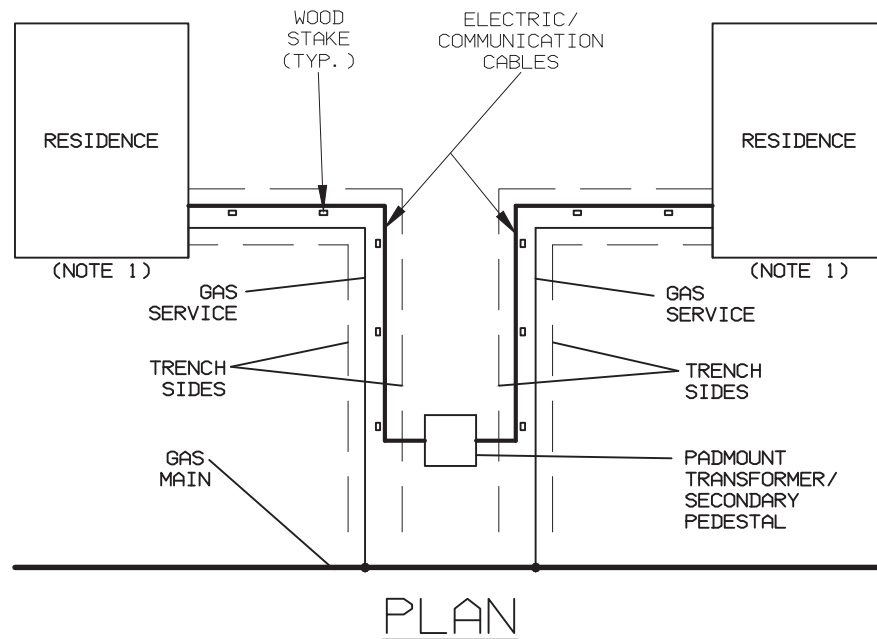 WOOD
STAKE
(TYP.)
ELECTRIC/
COMMUNICATION
CABLES
RESIDENCE
RESIDENCE
(NOTE 1)
(NOTE 1)
GAS
SERVICE
GAS
SERVICE
TRENCH
SIDES
TRENCH
SIDES
GAS
MAIN
PADMOUNT
TRANSFORMER/
SECONDARY
PEDESTAL
PLAN